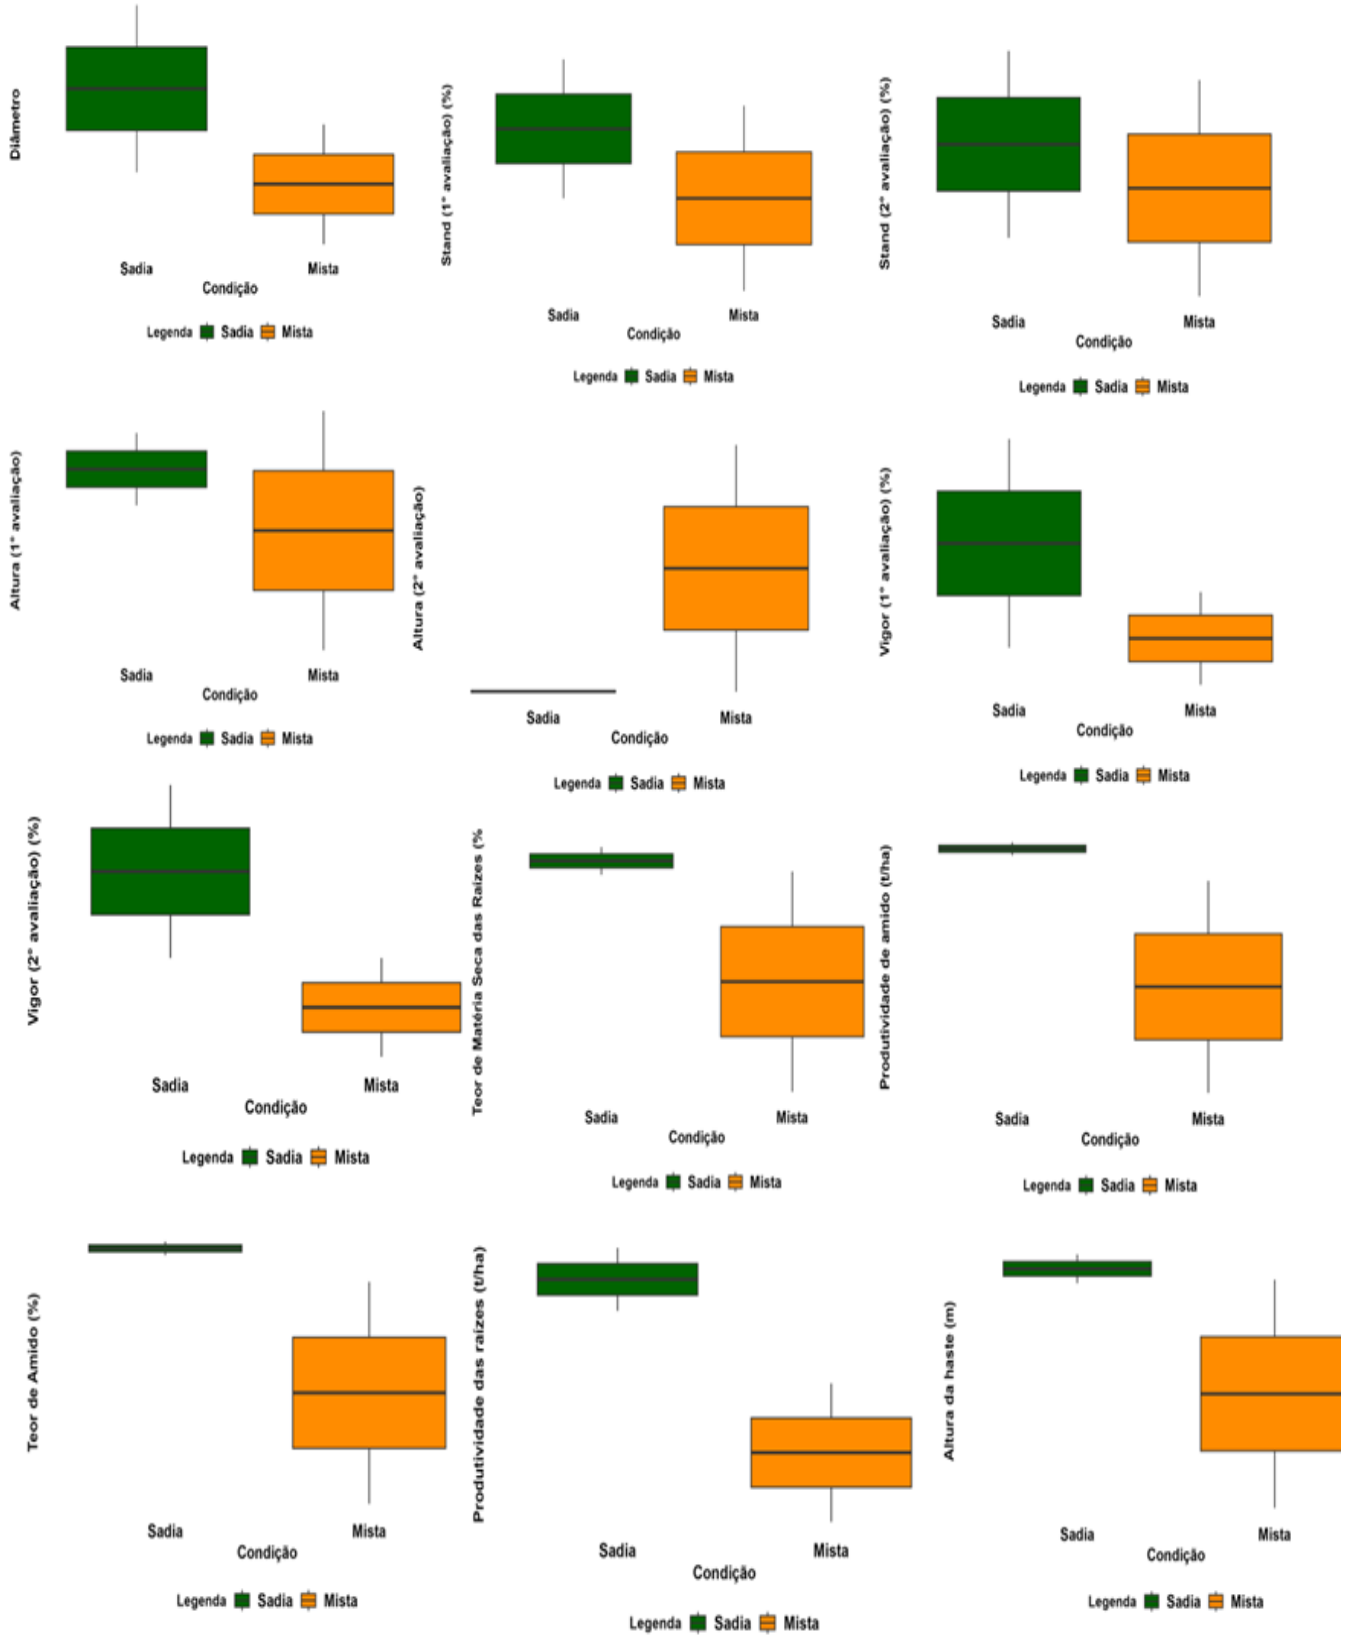 Diâmetro
Sadia
Mista
Condição
Legenda Sadia Mista
Stand (1° avaliação) (%)
Sadia
Mista
Condição
Legenda Sadia Mista
Stand (2° avaliação) (%)
Sadia
Mista
Condição
Legenda Sadia Mista
Altura (1° avaliação)
Sadia
Mista
Condição
Legenda Sadia Mista
Altura (2° avaliação)
Sadia
Mista
Condição
Legenda Sadia Mista
Vigor (1° avaliação) (%)
Sadia
Mista
Condição
Legenda Sadia Mista
Vigor (2° avaliação) (%)
Sadia
Mista
Condição
Legenda Sadia Mista
Teor de Matéria Seca das Raízes (%
Sadia
Mista
Condição
Legenda Sadia Mista
Produtividade de amido (t/ha)
Sadia
Mista
Condição
Legenda Sadia Mista
Teor de Amido (%)
Sadia
Mista
Condição
Legenda Sadia Mista
Produtividade das raízes (t/ha)
Sadia
Mista
Condição
Legenda Sadia Mista
Altura da haste (m)
Sadia
Mista
Condição
Legenda Sadia Mista